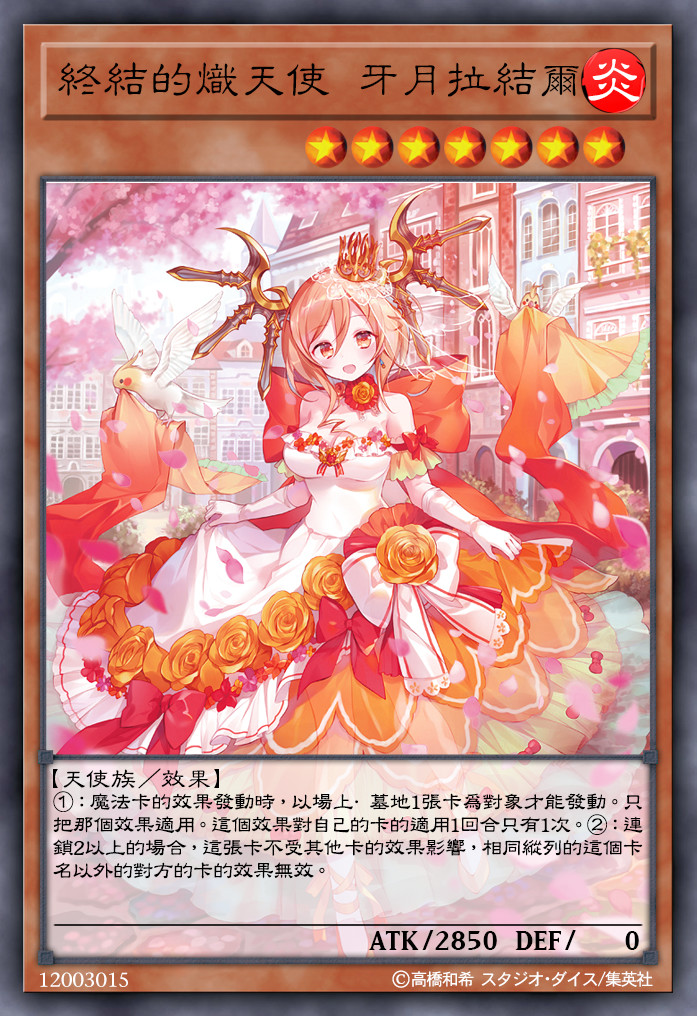 終結的熾天使 牙月拉結爾
炎
【天使族／效果】
①：魔法卡的效果發動時，以場上·墓地1張卡爲對象才能發動。只
把那個效果適用。這個效果對自己的卡的適用1回合只有1次。②：連
鎖2以上的場合，這張卡不受其他卡的效果影響，相同縱列的這個卡
名以外的對方的卡的效果無效。
ATK/2850 DEF/ 0
12003015
©高橋和希 スタジオ・ダイス/集英社